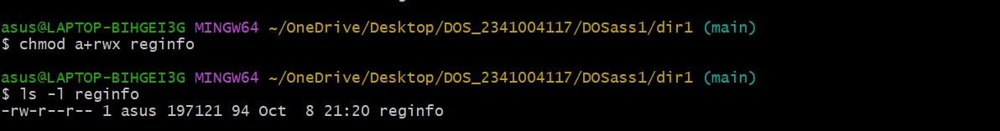 asus@LAPTOP-BIHGEI3G MINGW64 ~/OneDrive/Desktop/DOS_2341004117/DOSass1/dir1 (main)
$ chmod a+rwx reginfo
asus@LAPTOP-BIHGEI3G MINGW64 ~/OneDrive/Desktop/DOS_2341004117/DOSass1/dir1 (main)
$ ls -l reginfo
-rw-r--r-- 1 asus 197121 94 Oct  8 21:20 reginfo